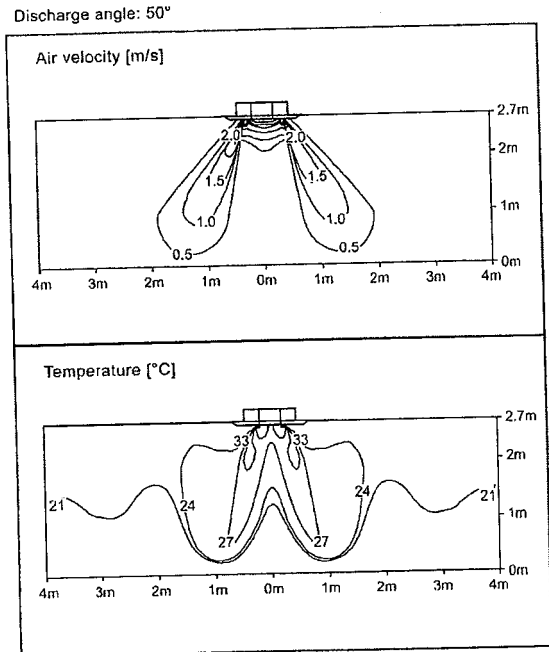 Discharge angle: 50°
Air velocity [m/s]
2.7m
2.0 2.0
2m
1.5 1.5
1.0 1.0
1m
0.5 0.5
0m
4m 3m 2m 1m 0m 1m 2m 3m 4m
Temperature [°C]
2.7m
33 33
2m
21 24 24 21
1m
27 27
0m
4m 3m 2m 1m 0m 1m 2m 3m 4m